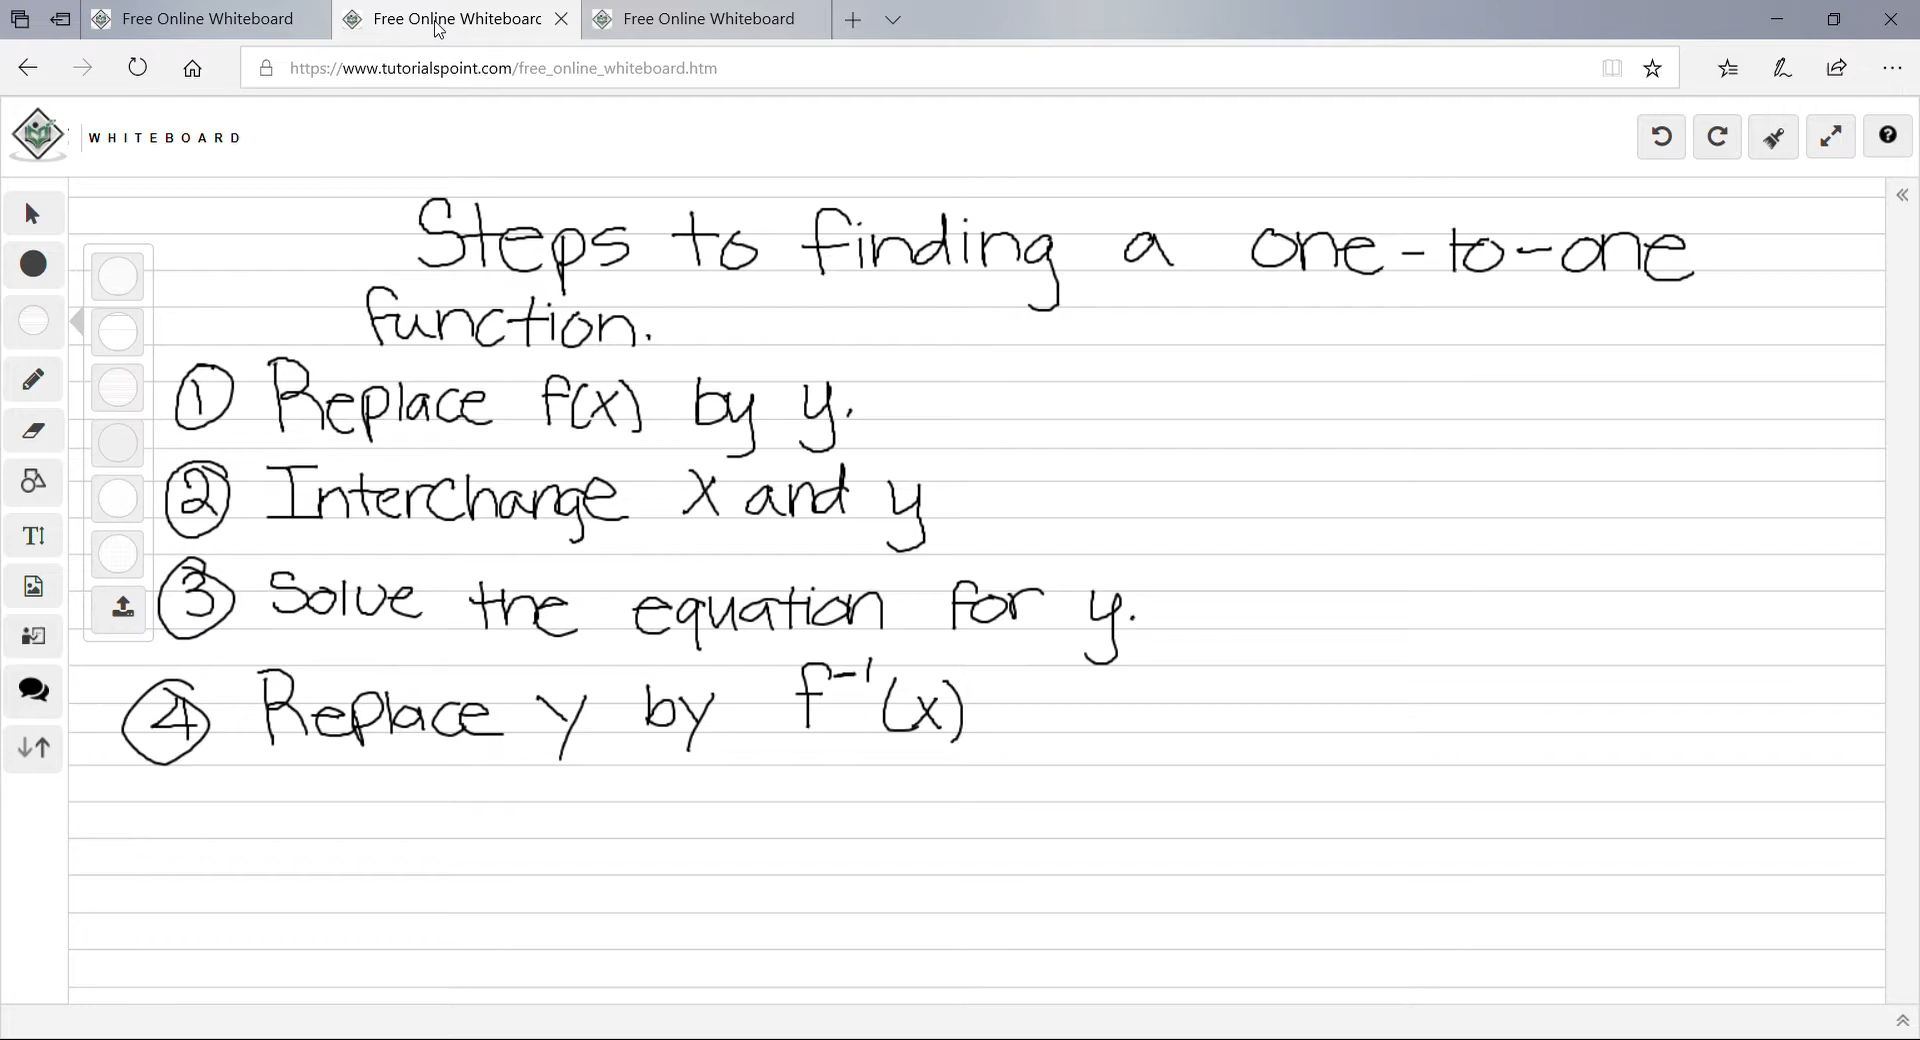 Free Online Whiteboard
Free Online Whiteboard
Free Online Whiteboard
https://www.tutorialspoint.com/free_online_whiteboard.htm
WHITEBOARD
Steps to finding a one-to-one
function.
① Replace f(x) by y.
② Interchange x and y
③ Solve the equation for y.
④ Replace y by f⁻¹(x)
T